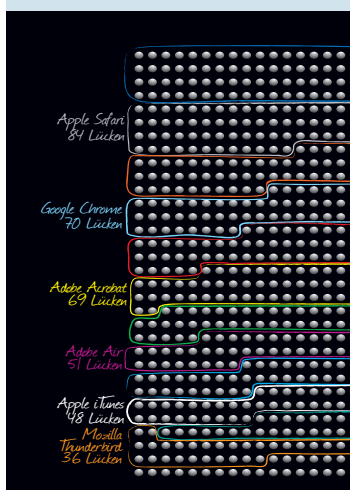 Apple Safari
84 Lücken
Google Chrome
70 Lücken
Adobe Acrobat
69 Lücken
Adobe Air
51 Lücken
Apple iTunes
48 Lücken
Mozilla
Thunderbird
36 Lücken